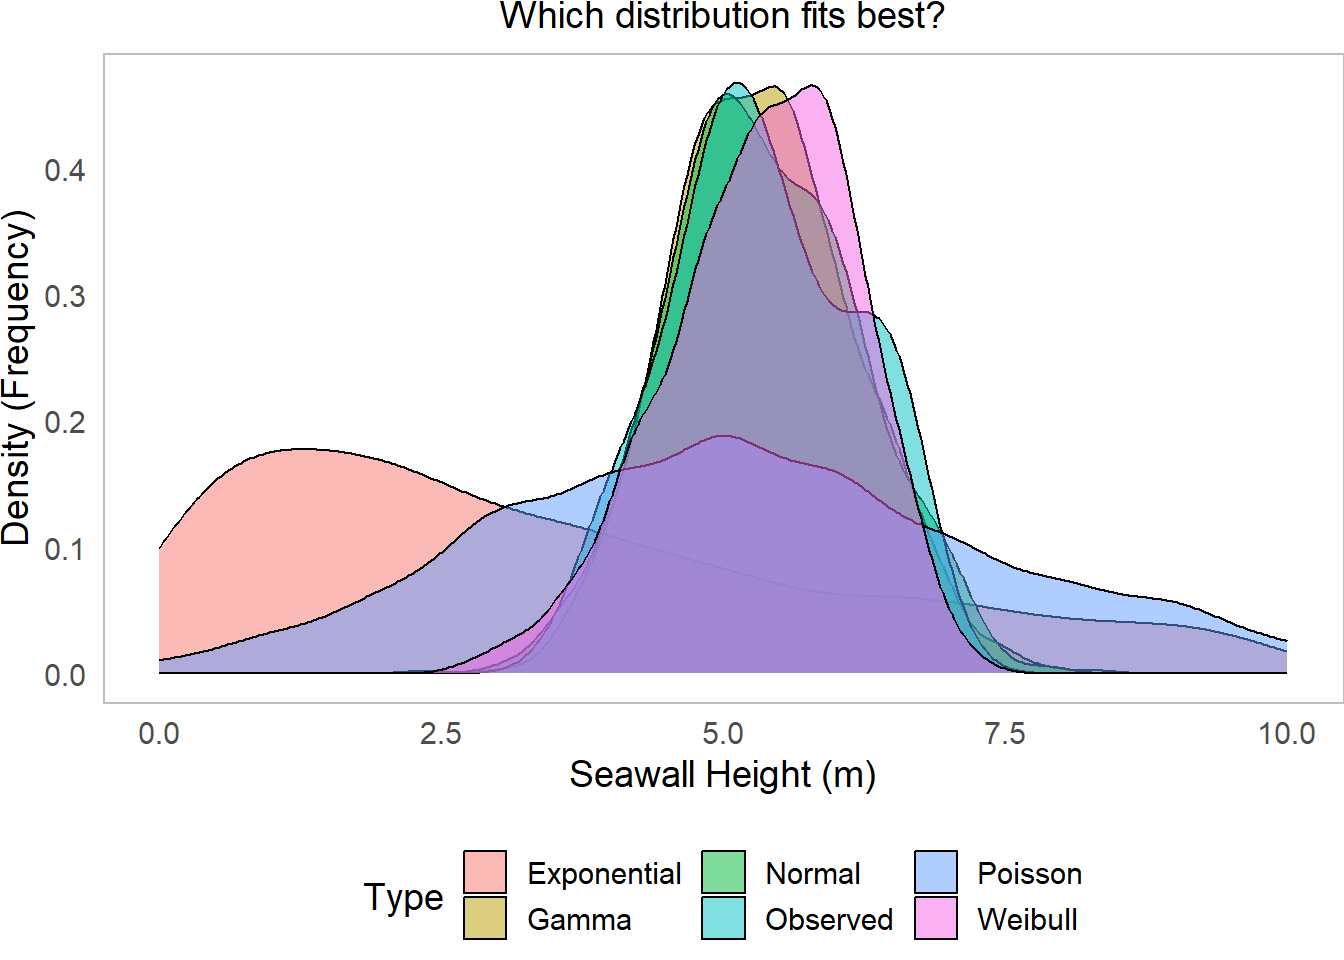 Which distribution fits best?
Density (Frequency)
0.4
0.3
0.2
0.1
0.0
0.0 2.5 5.0 7.5 10.0
Seawall Height (m)
Type
Exponential Normal Poisson
Gamma Observed Weibull